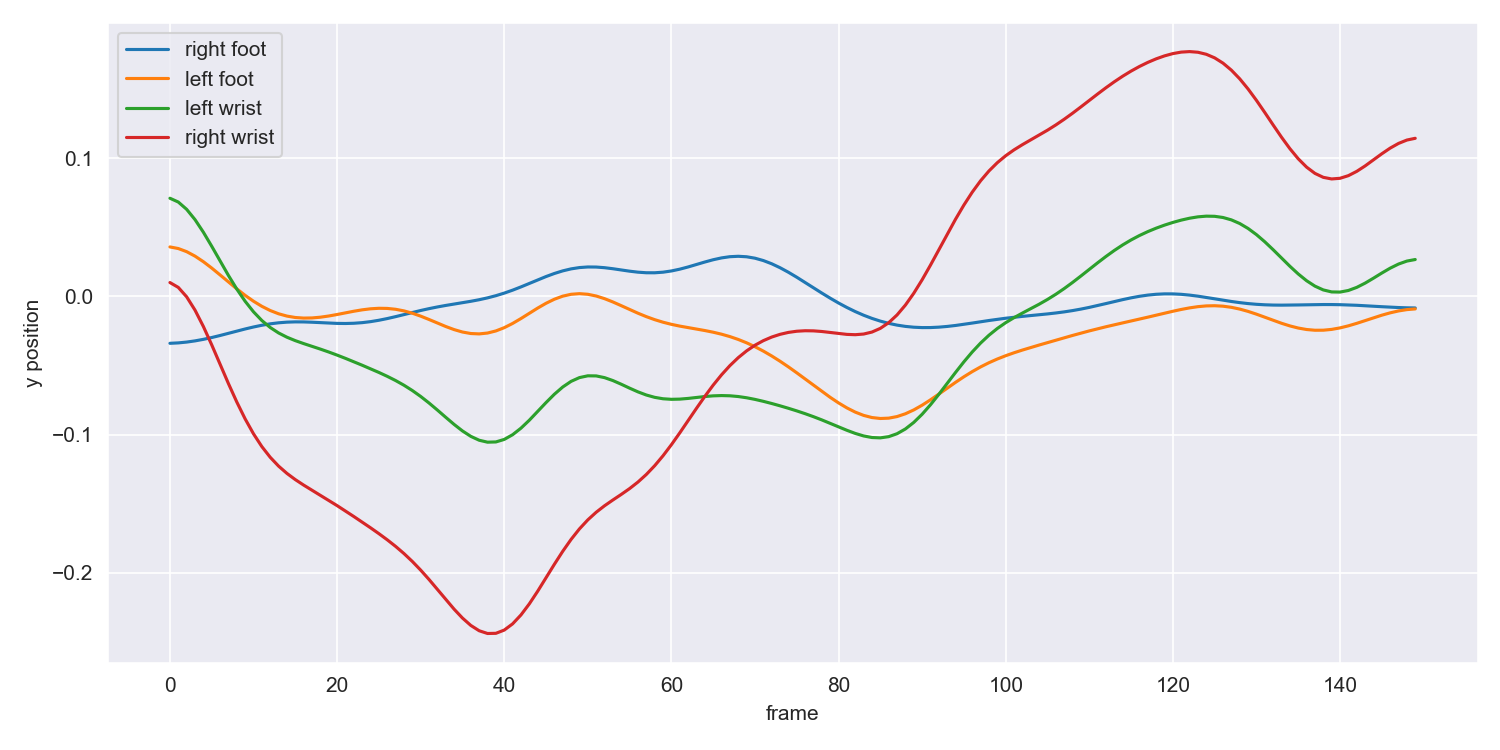 right foot
left foot
left wrist
right wrist
0.1
0.0
−0.1
−0.2
y position
0 20 40 60 80 100 120 140
frame